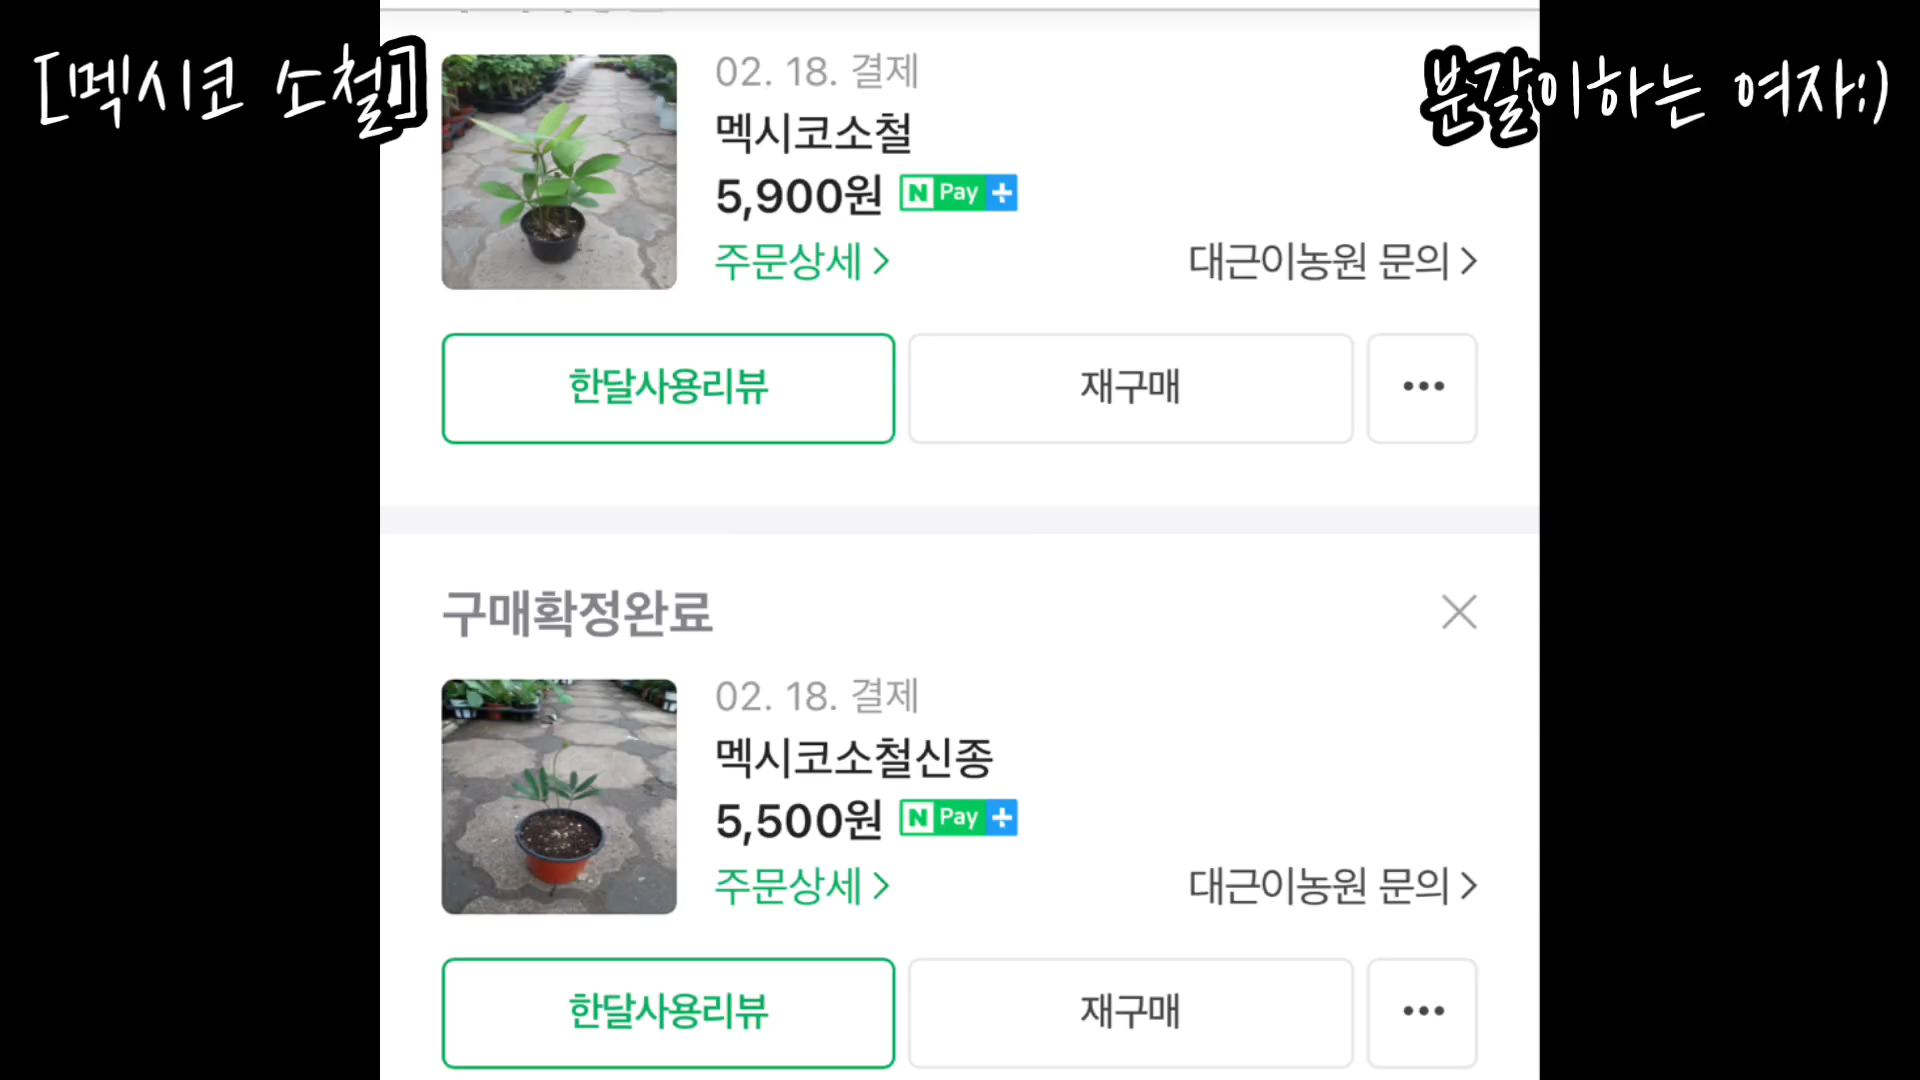 [멕시코 소철]
분갈이하는 여자:)
02. 18. 결제
멕시코소철
5,900원 N Pay +
주문상세 >
대근이농원 문의 >
한달사용리뷰
재구매
•••
구매확정완료
02. 18. 결제
멕시코소철신종
5,500원 N Pay +
주문상세 >
대근이농원 문의 >
한달사용리뷰
재구매
•••